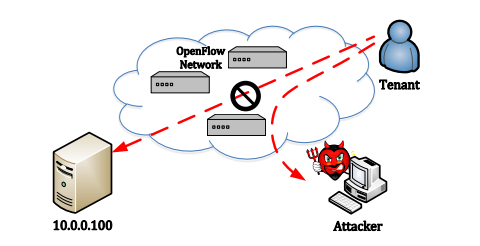 OpenFlow
Network
Tenant
10.0.0.100
Attacker